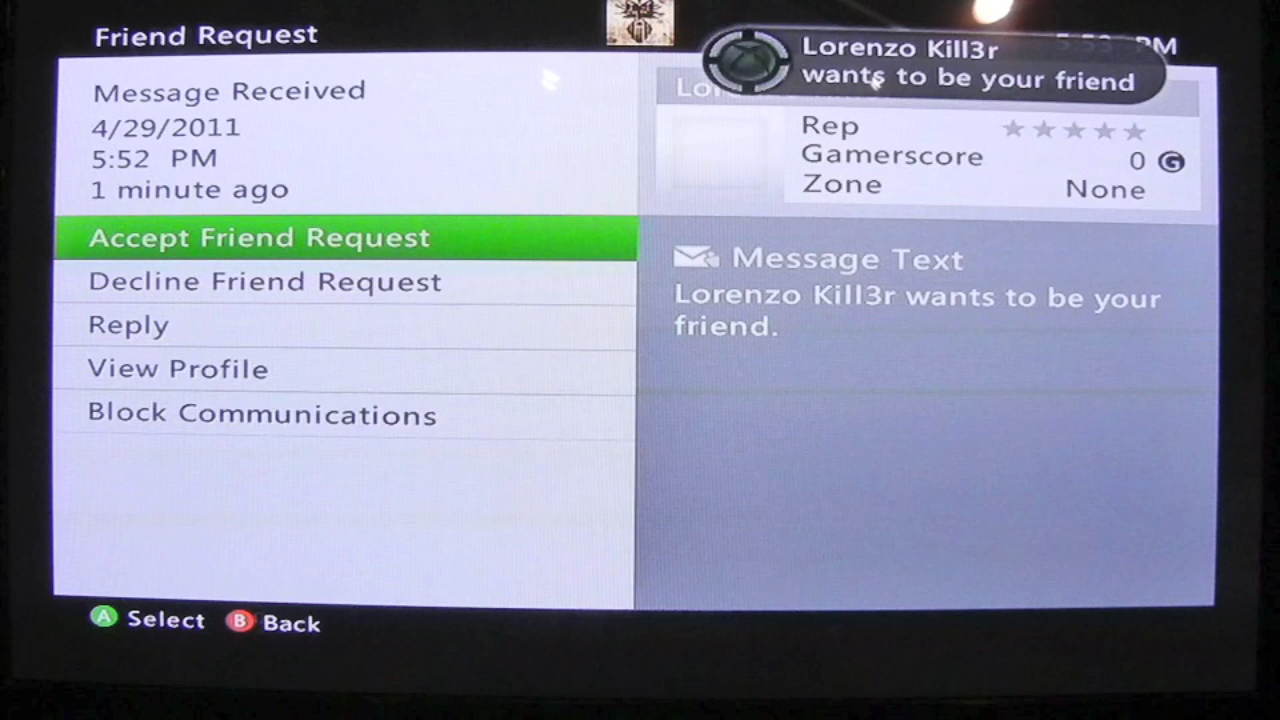 Friend Request
Lorenzo Kill3r
wants to be your friend
PM
Message Received
4/29/2011
5:52 PM
1 minute ago
Accept Friend Request
Decline Friend Request
Reply
View Profile
Block Communications
Rep
Gamerscore 0 G
Zone None
Message Text
Lorenzo Kill3r wants to be your
friend.
A Select B Back